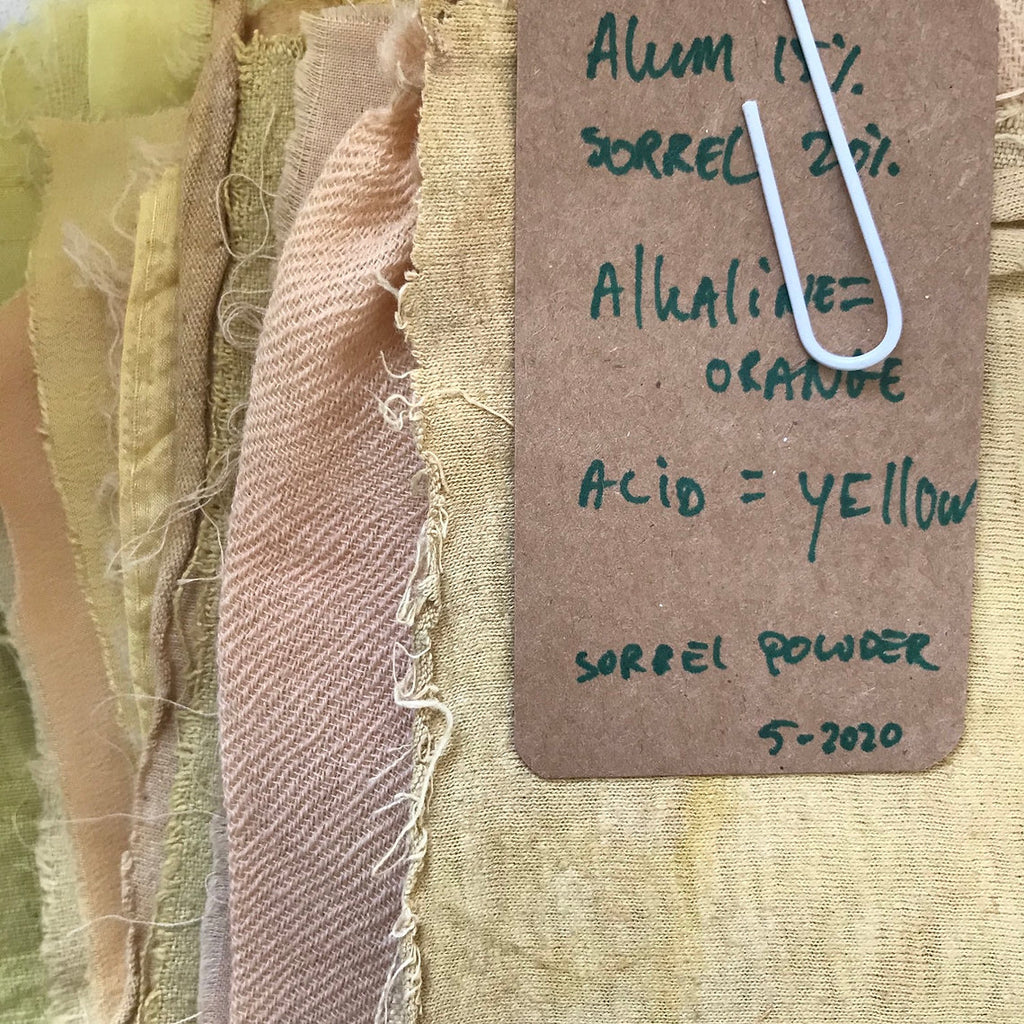 Alum 15%.
SORREL 20%.
Alkaline=
ORANGE
ACiD = YEllow
SORREL POWDER
5-2020